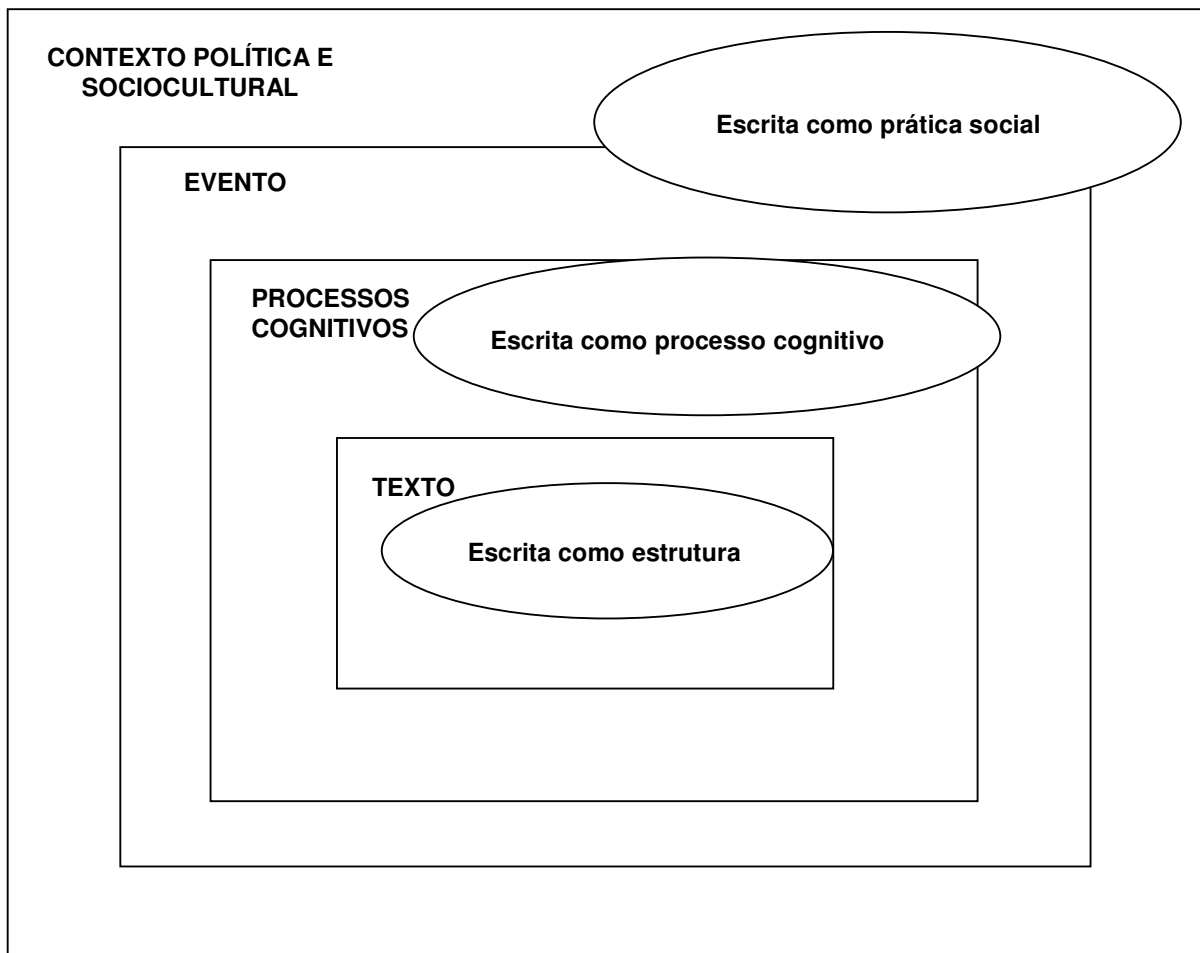 CONTEXTO POLÍTICA E
SOCIOCULTURAL
Escrita como prática social
EVENTO
PROCESSOS
COGNITIVOS
Escrita como processo cognitivo
TEXTO
Escrita como estrutura